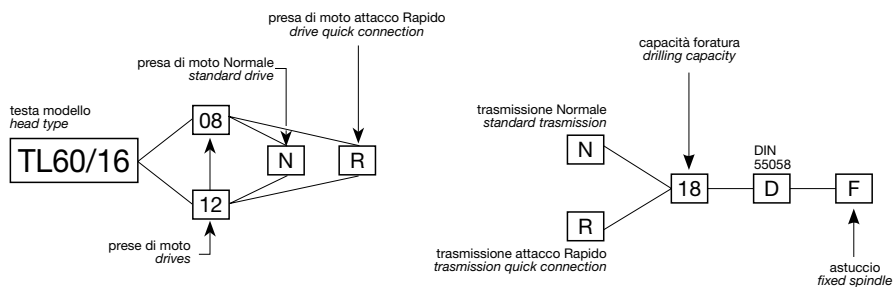 presa di moto attacco Rapido
drive quick connection
presa di moto Normale
standard drive
testa modello
head type
TL60/16
08
12
N
R
prese di moto
drives
capacità foratura
drilling capacity
trasmissione Normale
standard trasmission
N
R
18
DIN
55058
D
F
trasmissione attacco Rapido
trasmission quick connection
astuccio
fixed spindle